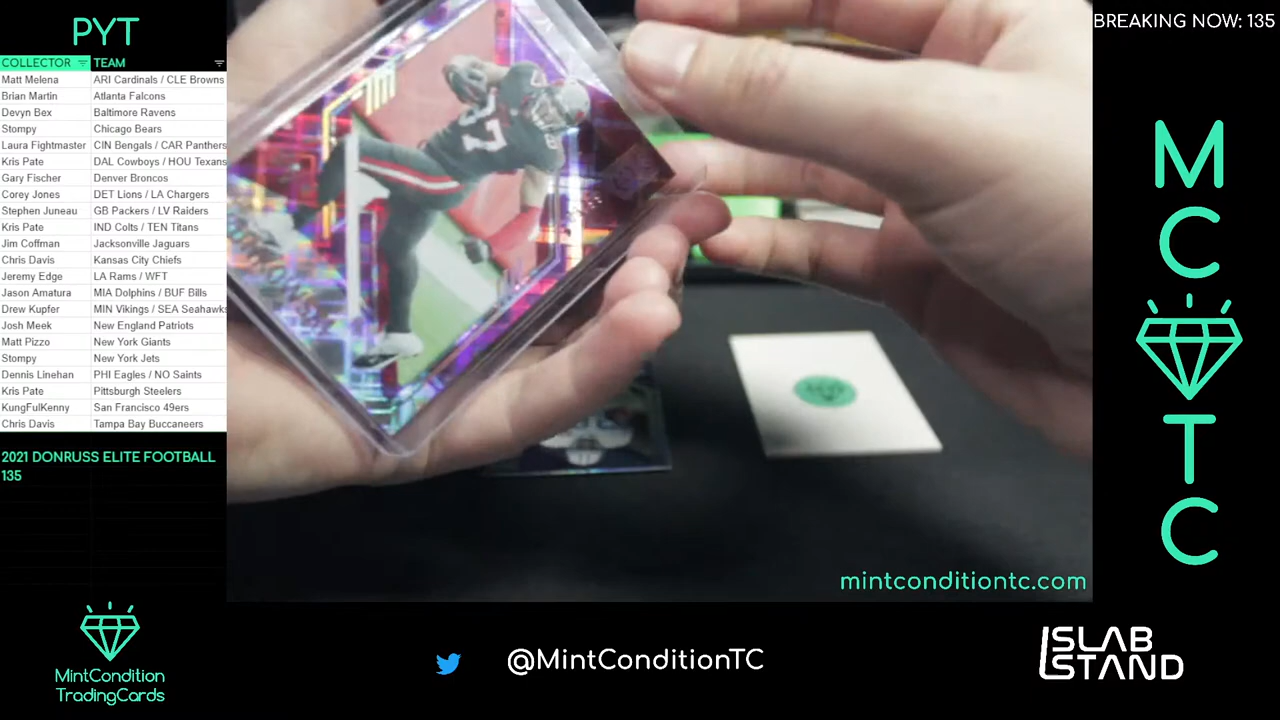 PYT
COLLECTOR TEAM
Matt Melena ARI Cardinals / CLE Browns
Brian Martin Atlanta Falcons
Devyn Bex Baltimore Ravens
Stompy Chicago Bears
Laura Fightmaster CIN Bengals / CAR Panthers
Kris Pate DAL Cowboys / HOU Texans
Gary Fischer Denver Broncos
Corey Jones DET Lions / LA Chargers
Stephen Juneau GB Packers / LV Raiders
Kris Pate IND Colts / TEN Titans
Jim Coffman Jacksonville Jaguars
Chris Davis Kansas City Chiefs
Jeremy Edge LA Rams / WFT
Jason Amatura MIA Dolphins / BUF Bills
Drew Kupfer MIN Vikings / SEA Seahawks
Josh Meek New England Patriots
Matt Pizzo New York Giants
Stompy New York Jets
Dennis Linehan PHI Eagles / NO Saints
Kris Pate Pittsburgh Steelers
KungFulKenny San Francisco 49ers
Chris Davis Tampa Bay Buccaneers
2021 DONRUSS ELITE FOOTBALL
135
MintCondition
TradingCards
87
mintconditiontc.com
@MintConditionTC
BREAKING NOW: 135
M
C
T
C
SLAB
STAND